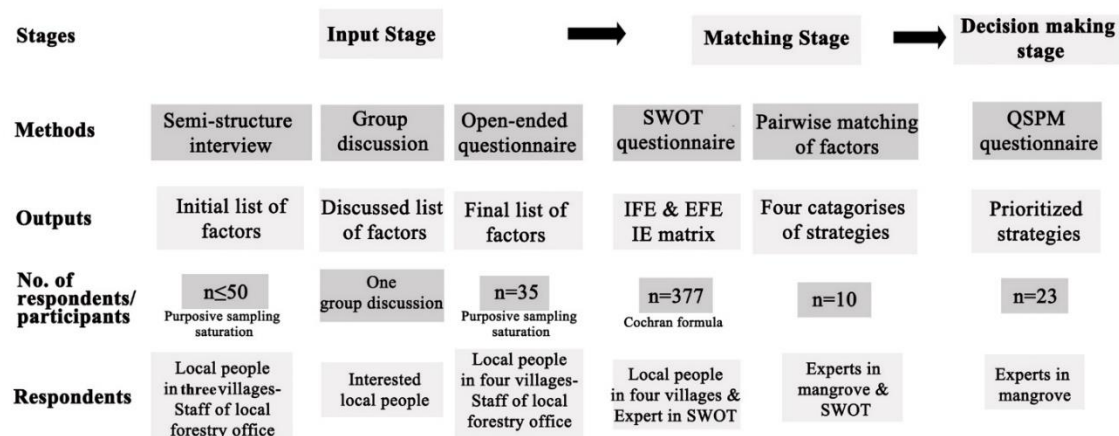 Stages
Input Stage
Matching Stage
Decision making
stage
Methods
Semi-structure
interview
Group
discussion
Open-ended
questionnaire
SWOT
questionnaire
Pairwise matching
of factors
QSPM
questionnaire
Outputs
Initial list of
factors
Discussed list
of factors
Final list of
factors
IFE & EFE
IE matrix
Four catagorises
of strategies
Prioritized
strategies
No. of
respondents/
participants
n≤50
Purposive sampling
saturation
One
group discussion
n=35
Purposive sampling
saturation
n=377
Cochran formula
n=10
n=23
Respondents
Local people
in three villages-
Staff of local
forestry office
Interested
local people
Local people
in four villages-
Staff of local
forestry office
Local people
in four villages &
Expert in SWOT
Experts in
mangrove &
SWOT
Experts in
mangrove